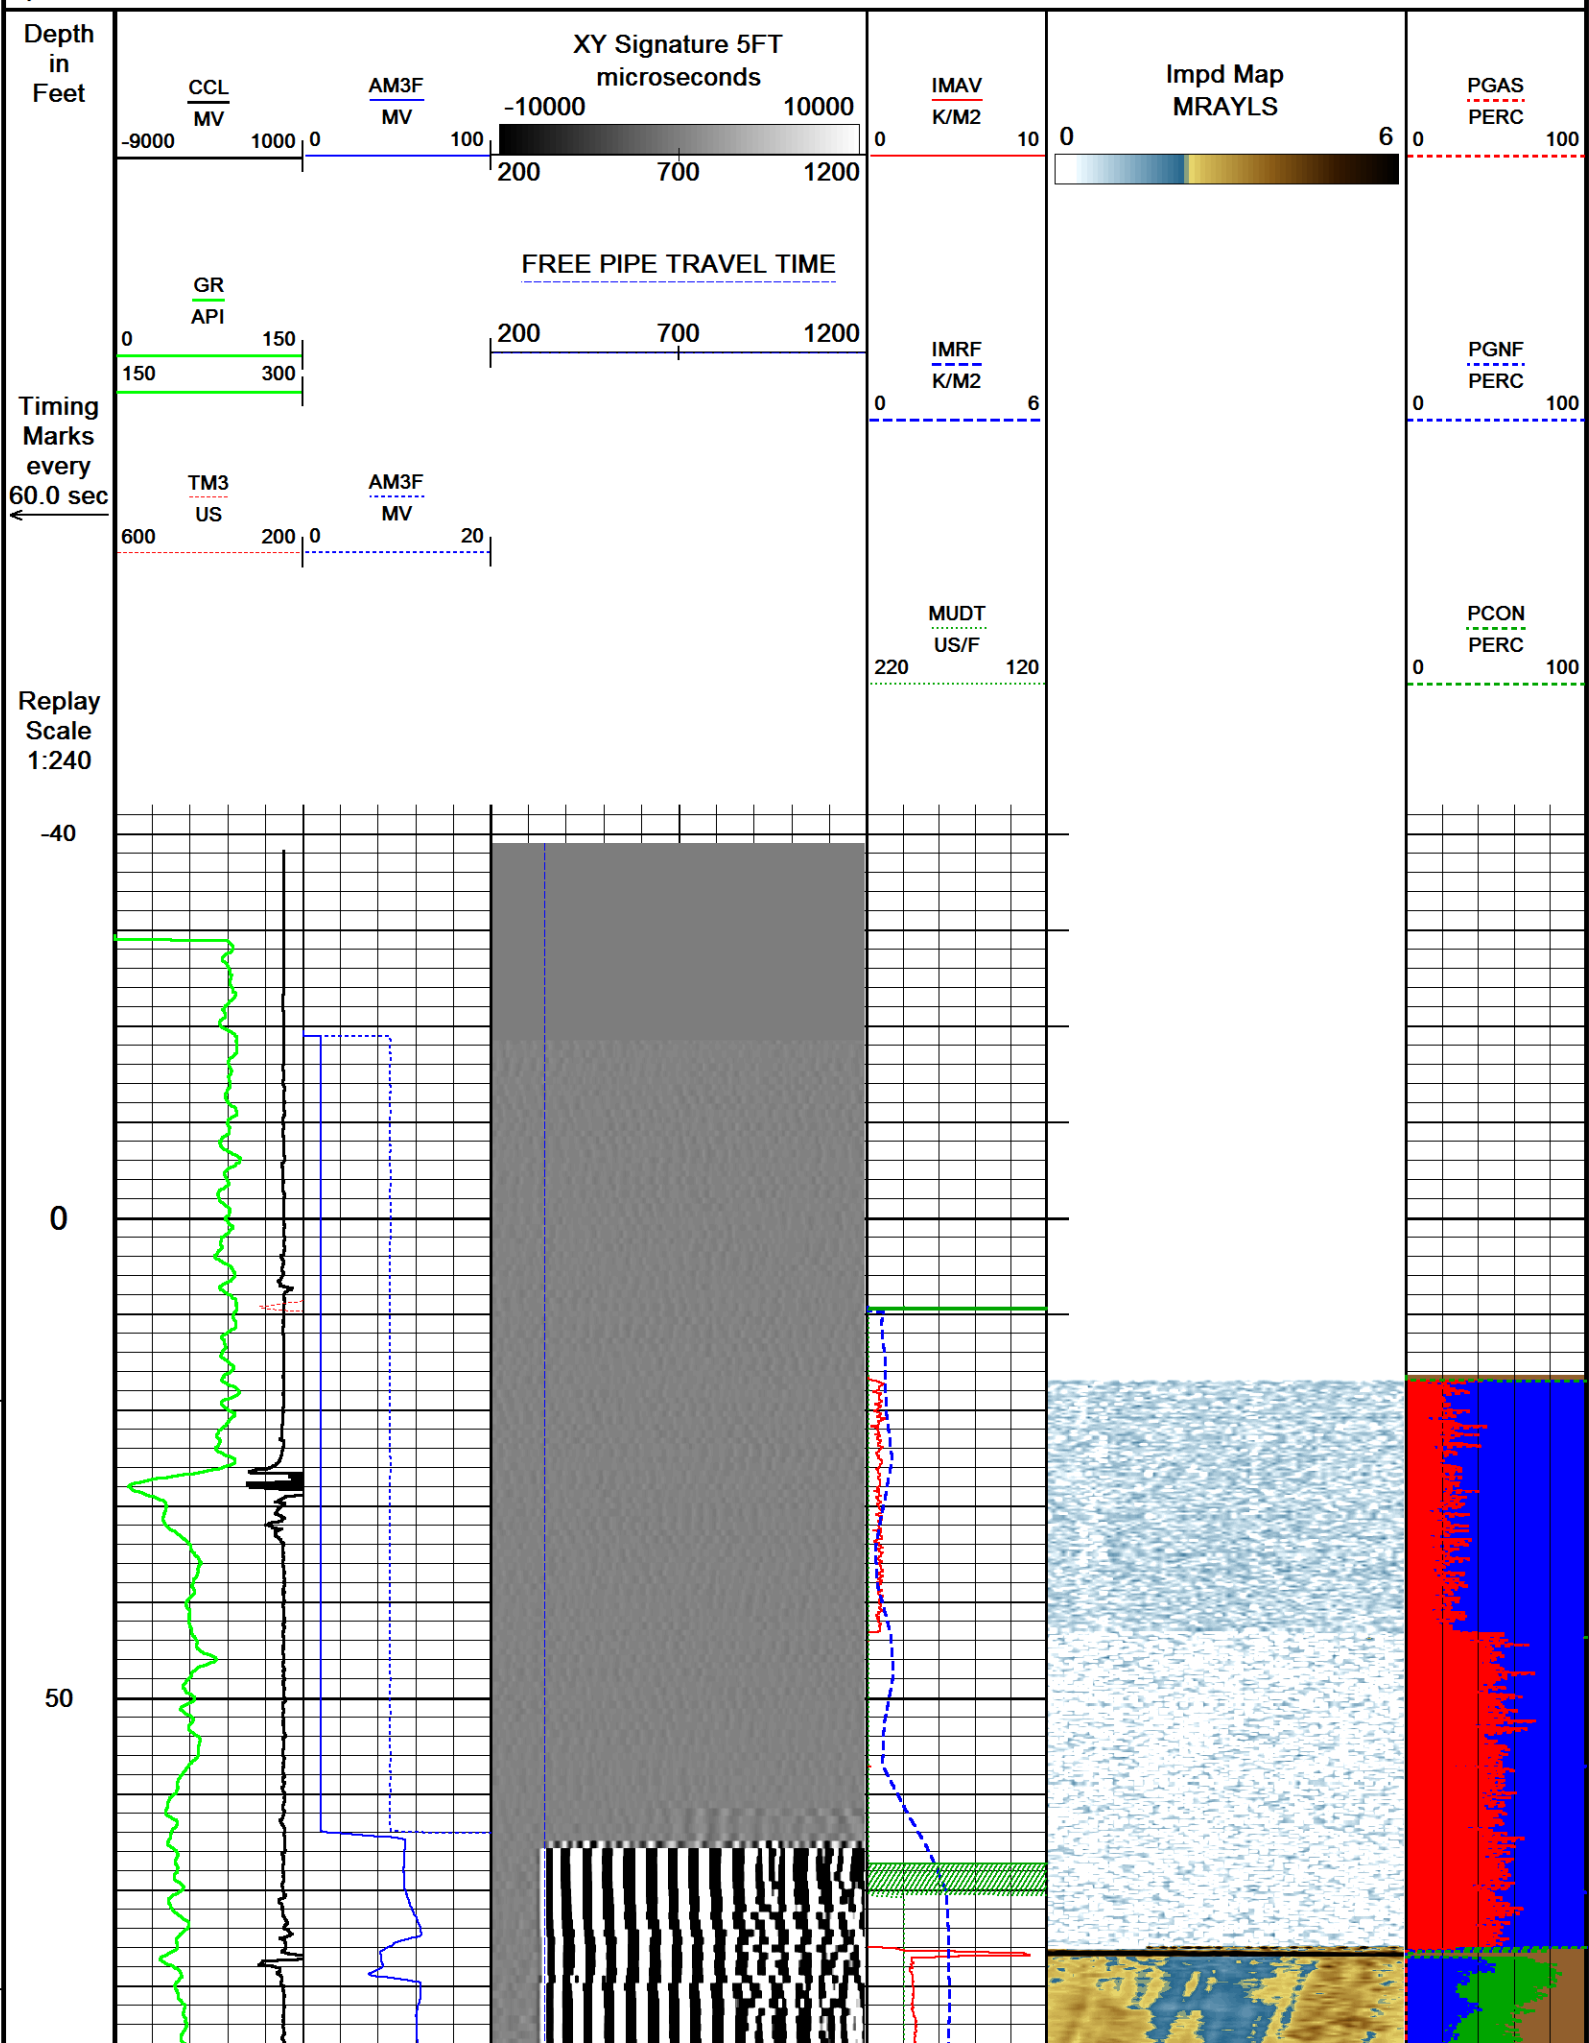 Depth
in
Feet
CCL
MV
-9000 1000
GR
API
0 150
150 300
TM3
US
600 200
AM3F
MV
0 100
AM3F
MV
0 20
XY Signature 5FT
microseconds
-10000 10000
200 700 1200
FREE PIPE TRAVEL TIME
200 700 1200
IMAV
K/M2
0 10
IMRF
K/M2
0 6
MUDT
US/F
220 120
Impd Map
MRAYLS
0 6
PGAS
PERC
0 100
PGNF
PERC
0 100
PCON
PERC
0 100
Timing
Marks
every
60.0 sec
Replay
Scale
1:240
-40
0
50